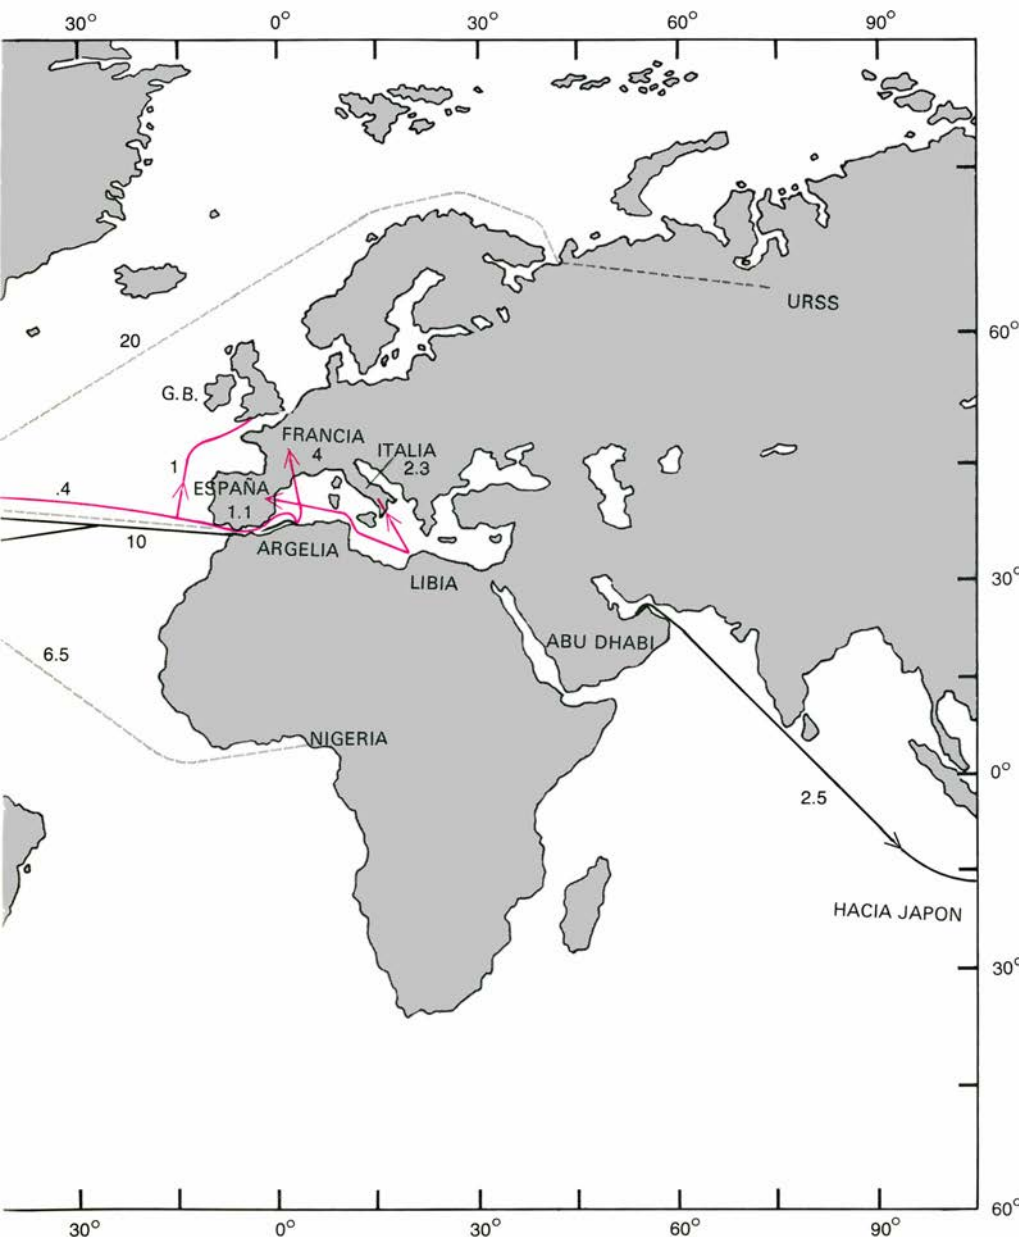 30° 0° 30° 60° 90°
URSS
60°
20
G.B.
FRANCIA
4
ITALIA
2.3
1
ESPAÑA
1.1
.4
10
ARGELIA
LIBIA
30°
ABU DHABI
6.5
NIGERIA
0°
2.5
HACIA JAPON
30°
60°
30° 0° 30° 60° 90°